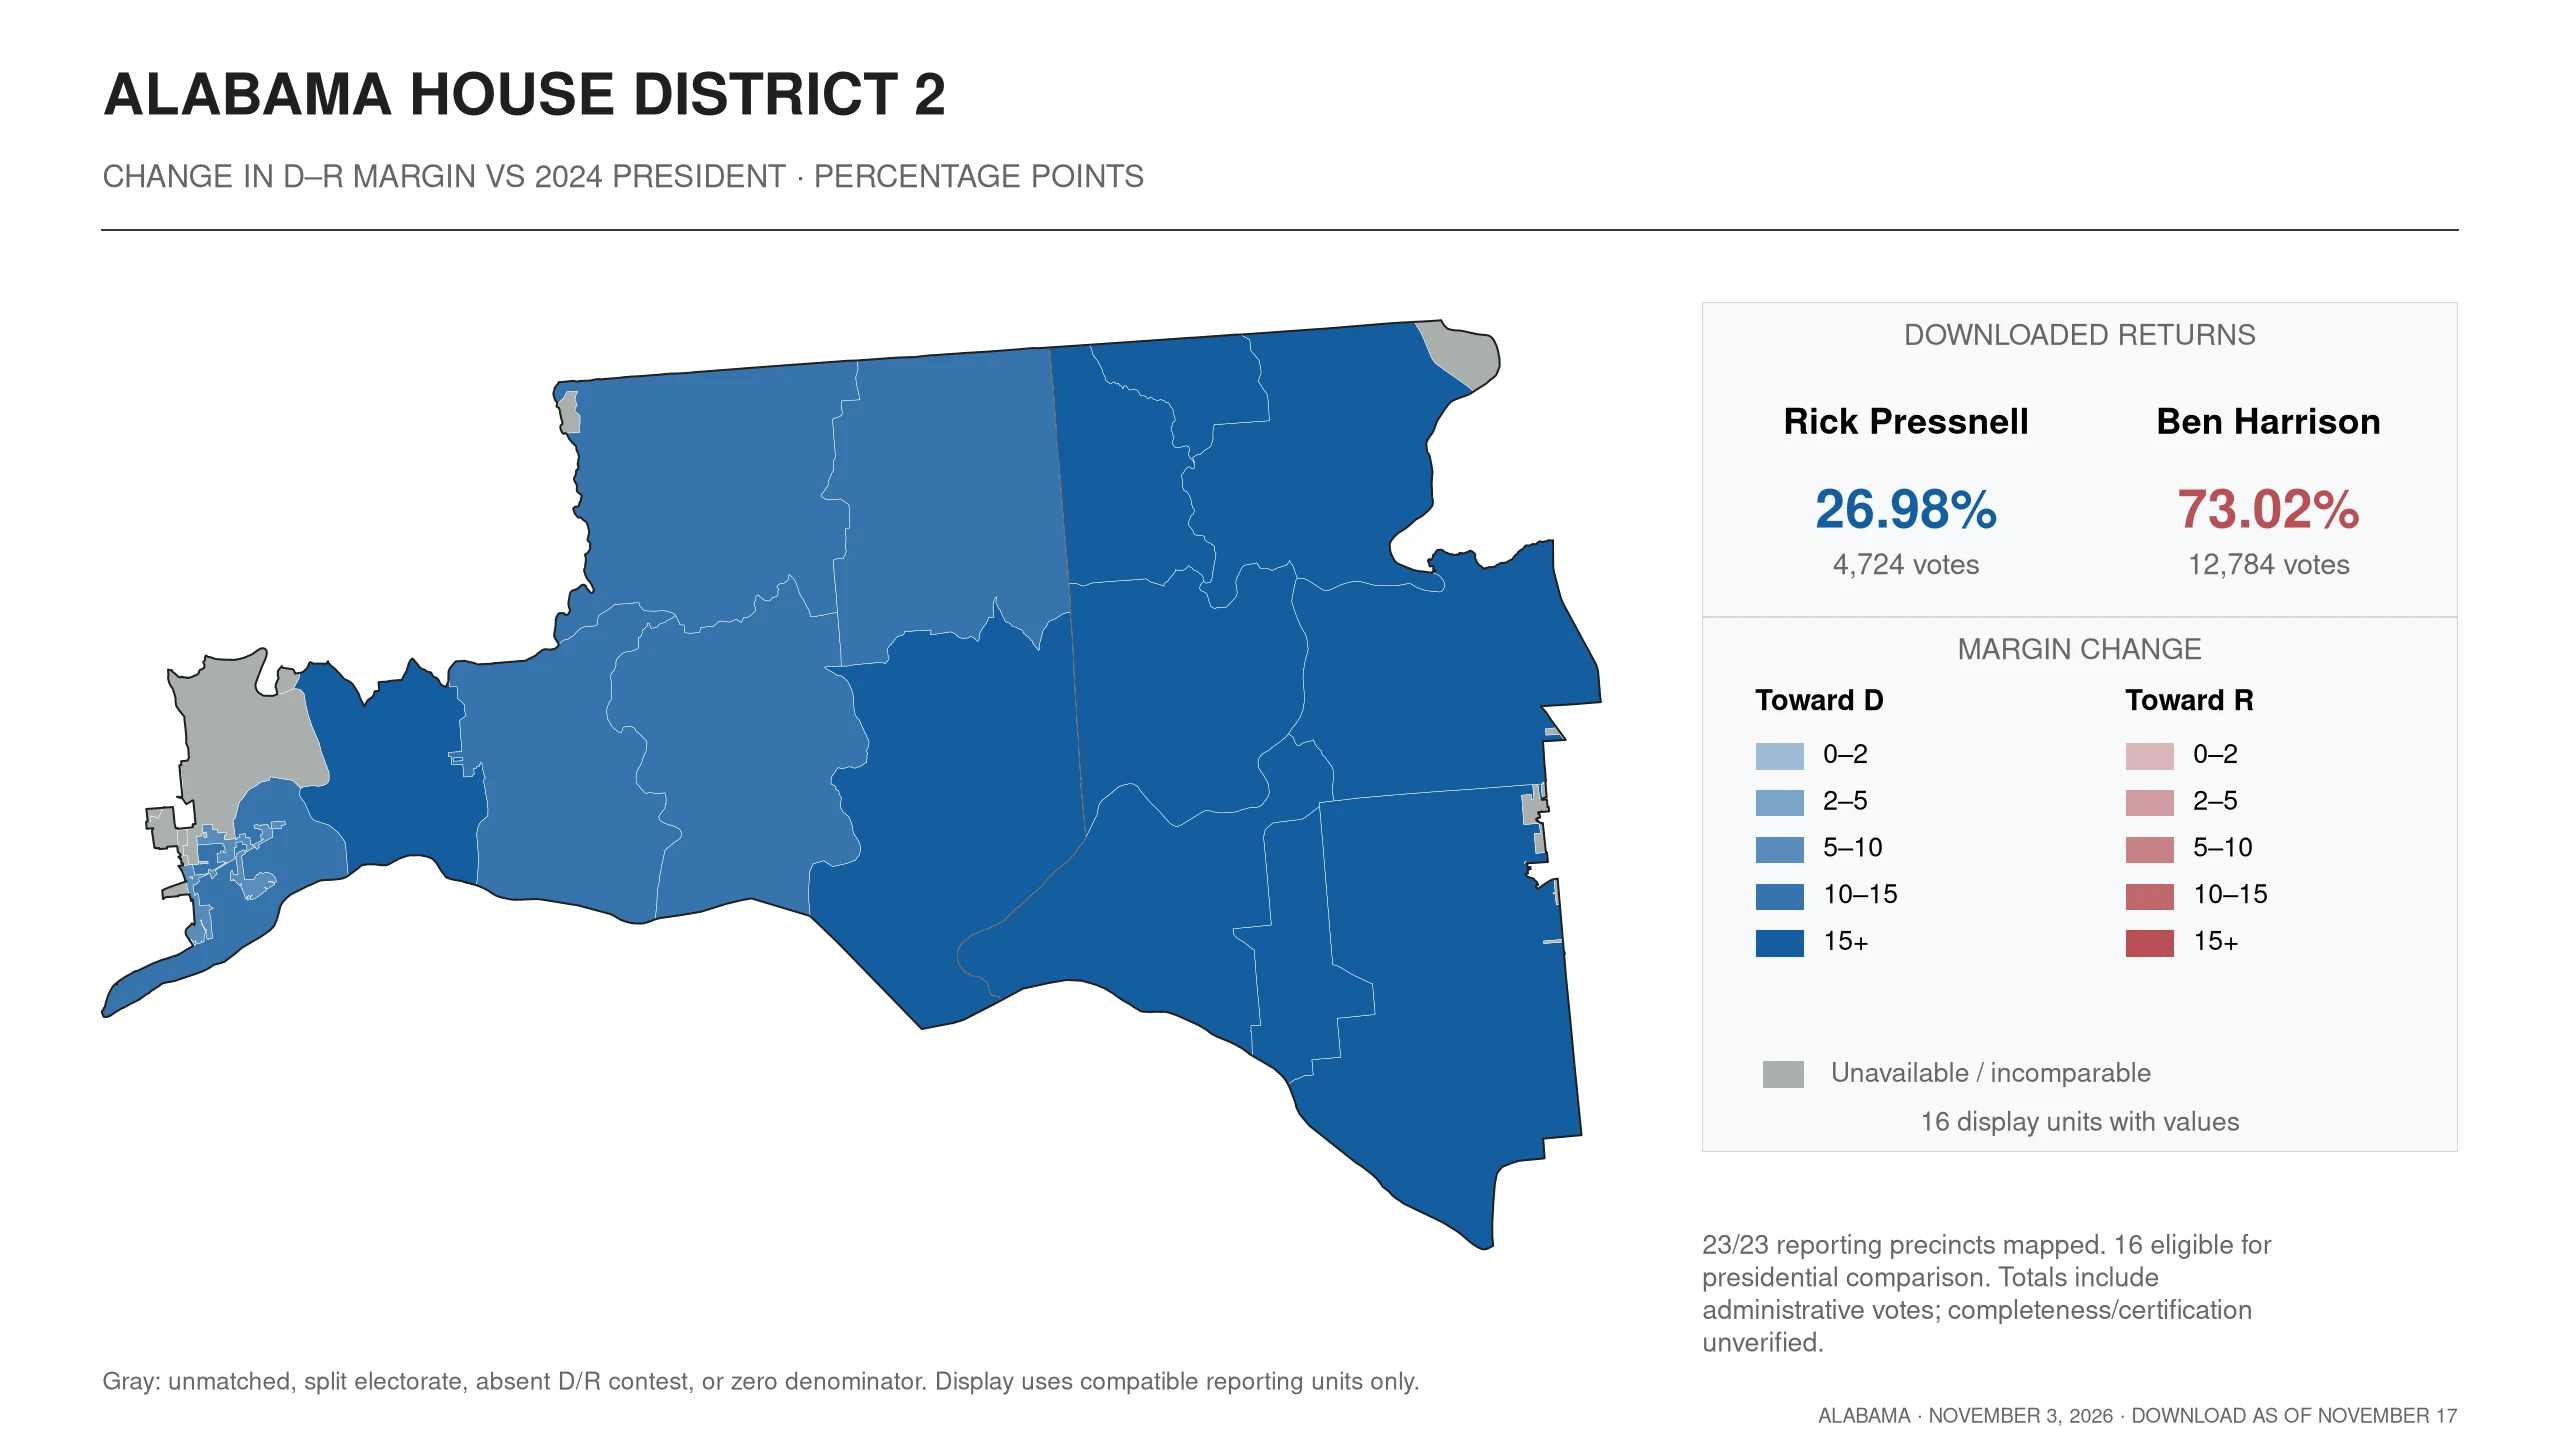 ALABAMA HOUSE DISTRICT 2
CHANGE IN D–R MARGIN VS 2024 PRESIDENT · PERCENTAGE POINTS
DOWNLOADED RETURNS
Rick Pressnell
Ben Harrison
26.98%
73.02%
4,724 votes
12,784 votes
MARGIN CHANGE
Toward D
Toward R
0–2
0–2
2–5
2–5
5–10
5–10
10–15
10–15
15+
15+
Unavailable / incomparable
16 display units with values
23/23 reporting precincts mapped. 16 eligible for
presidential comparison. Totals include
administrative votes; completeness/certification
unverified.
Gray: unmatched, split electorate, absent D/R contest, or zero denominator. Display uses compatible reporting units only.
ALABAMA · NOVEMBER 3, 2026 · DOWNLOAD AS OF NOVEMBER 17